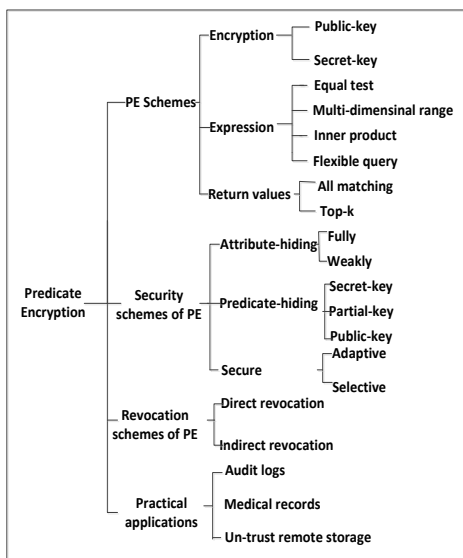 Predicate
Encryption
PE Schemes
Encryption
Public-key
Secret-key
Expression
Equal test
Multi-dimensinal range
Inner product
Flexible query
Return values
All matching
Top-k
Security
schemes of PE
Attribute-hiding
Fully
Weakly
Predicate-hiding
Secret-key
Partial-key
Public-key
Secure
Adaptive
Selective
Revocation
schemes of PE
Direct revocation
Indirect revocation
Practical
applications
Audit logs
Medical records
Un-trust remote storage